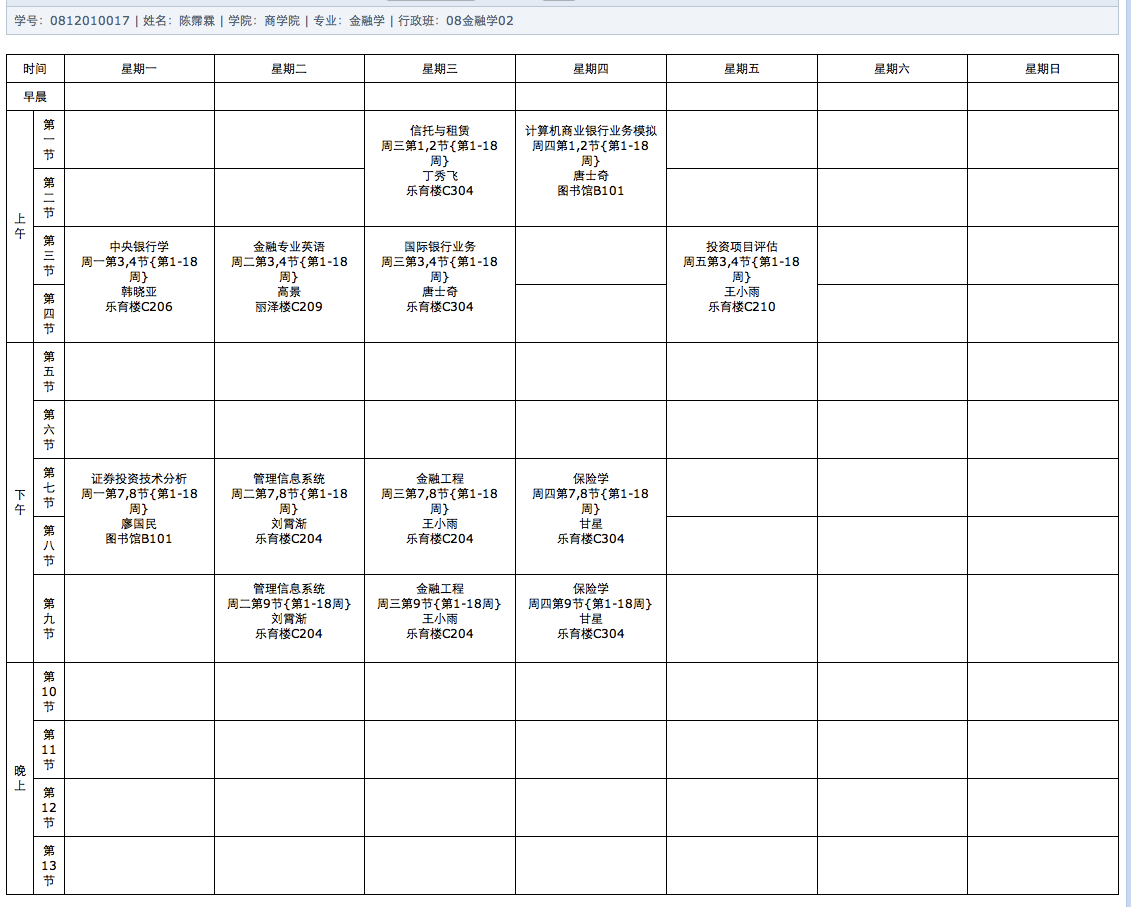 学号: 0812010017 | 姓名: 陈霈霖 | 学院: 商学院 | 专业: 金融学 | 行政班: 08金融学02
时间 星期一 星期二 星期三 星期四 星期五 星期六 星期日
早晨
上午
第一节
信托与租赁
周三第1,2节{第1-18
周}
丁秀飞
乐育楼C304
计算机商业银行业务模拟
周四第1,2节{第1-18
周}
唐士奇
图书馆B101
第二节
第三节
中央银行学
周一第3,4节{第1-18
周}
韩晓亚
乐育楼C206
金融专业英语
周二第3,4节{第1-18
周}
高景
丽泽楼C209
国际银行业务
周三第3,4节{第1-18
周}
唐士奇
乐育楼C304
投资项目评估
周五第3,4节{第1-18
周}
王小雨
乐育楼C210
第四节
下午
第五节
第六节
第七节
证券投资技术分析
周一第7,8节{第1-18
周}
廖国民
图书馆B101
管理信息系统
周二第7,8节{第1-18
周}
刘霄渐
乐育楼C204
金融工程
周三第7,8节{第1-18
周}
王小雨
乐育楼C204
保险学
周四第7,8节{第1-18
周}
甘星
乐育楼C304
第八节
第九节
管理信息系统
周二第9节{第1-18周}
刘霄渐
乐育楼C204
金融工程
周三第9节{第1-18周}
王小雨
乐育楼C204
保险学
周四第9节{第1-18周}
甘星
乐育楼C304
晚上
第10节
第11节
第12节
第13节